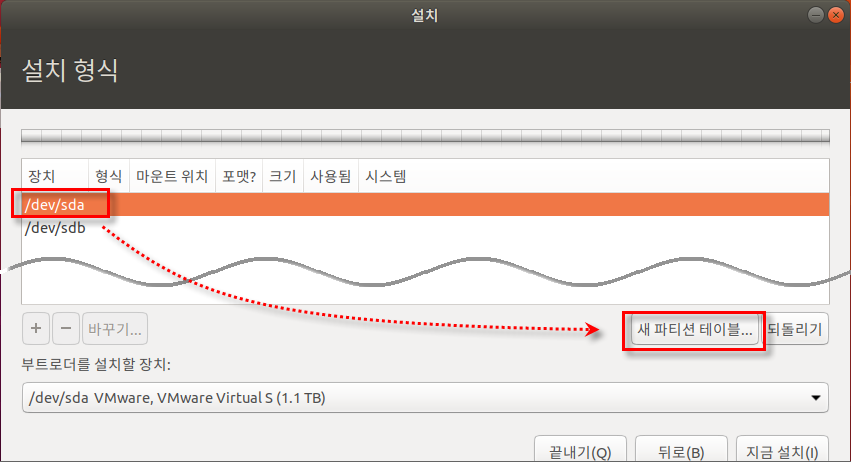 설치
설치 형식
장치 형식 마운트 위치 포맷? 크기 사용됨 시스템
/dev/sda
/dev/sdb
+ − 바꾸기... 새 파티션 테이블... 되돌리기
부트로더를 설치할 장치:
/dev/sda VMware, VMware Virtual S (1.1 TB)
끝내기(Q) 뒤로(B) 지금 설치(I)